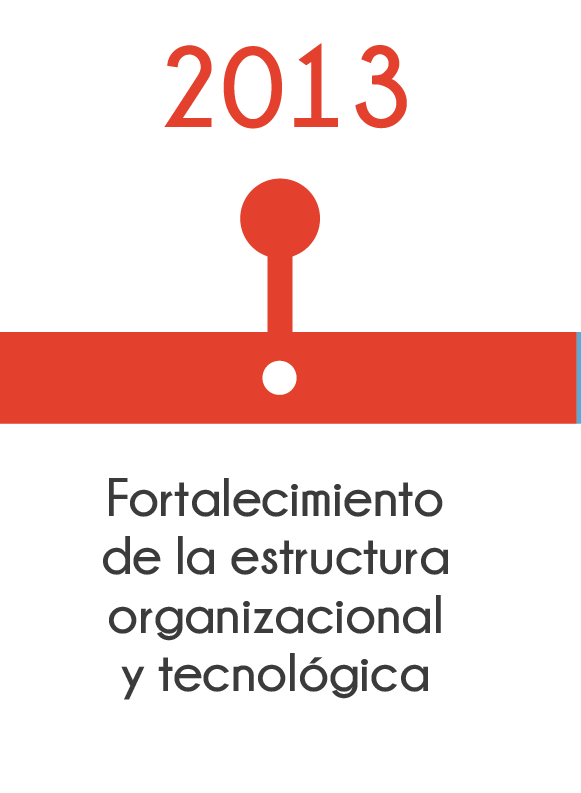 2013
Fortalecimiento
de la estructura
organizacional
y tecnológica